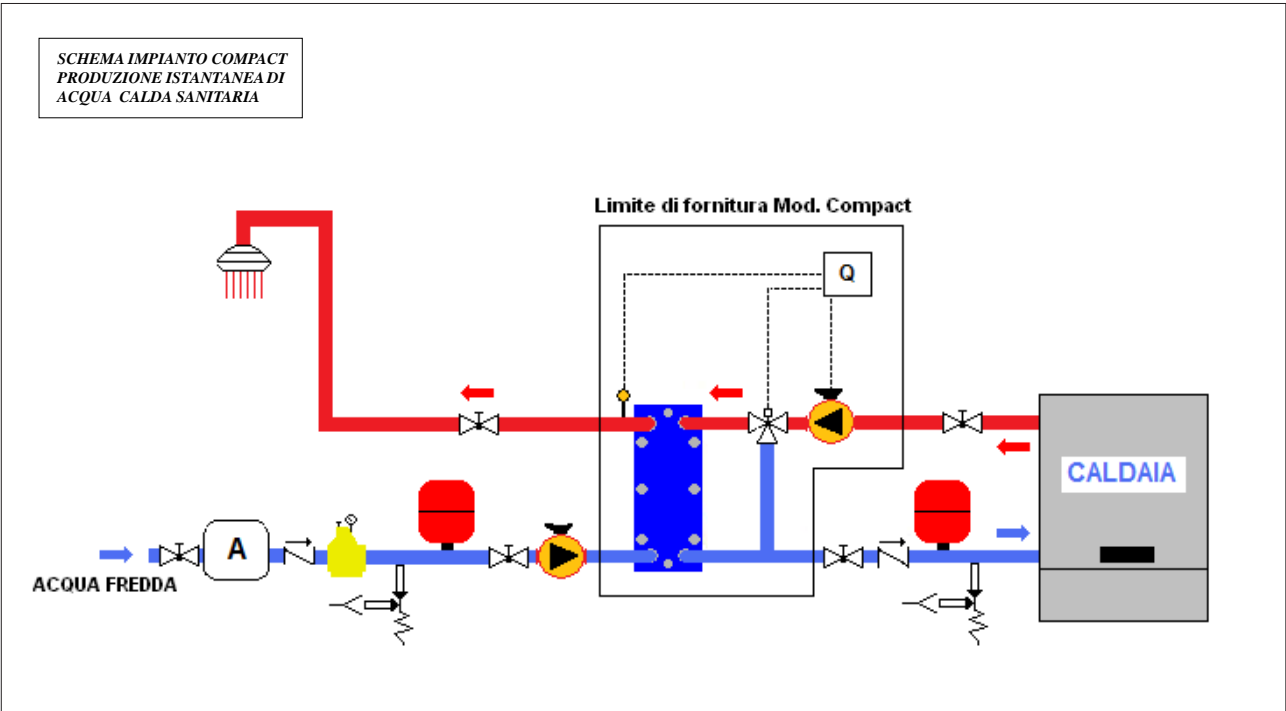 SCHEMA IMPIANTO COMPACT
PRODUZIONE ISTANTANEA DI
ACQUA CALDA SANITARIA
Limite di fornitura Mod. Compact
Q
CALDAIA
A
ACQUA FREDDA